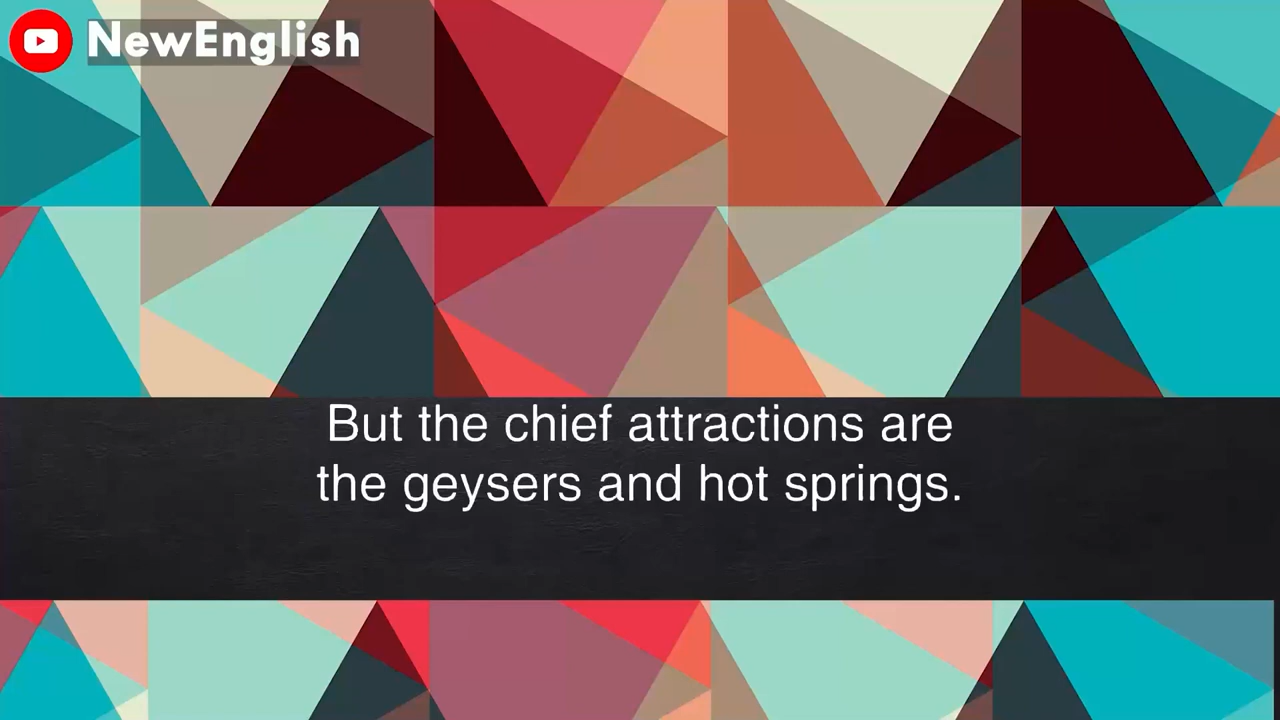 NewEnglish
But the chief attractions are
the geysers and hot springs.